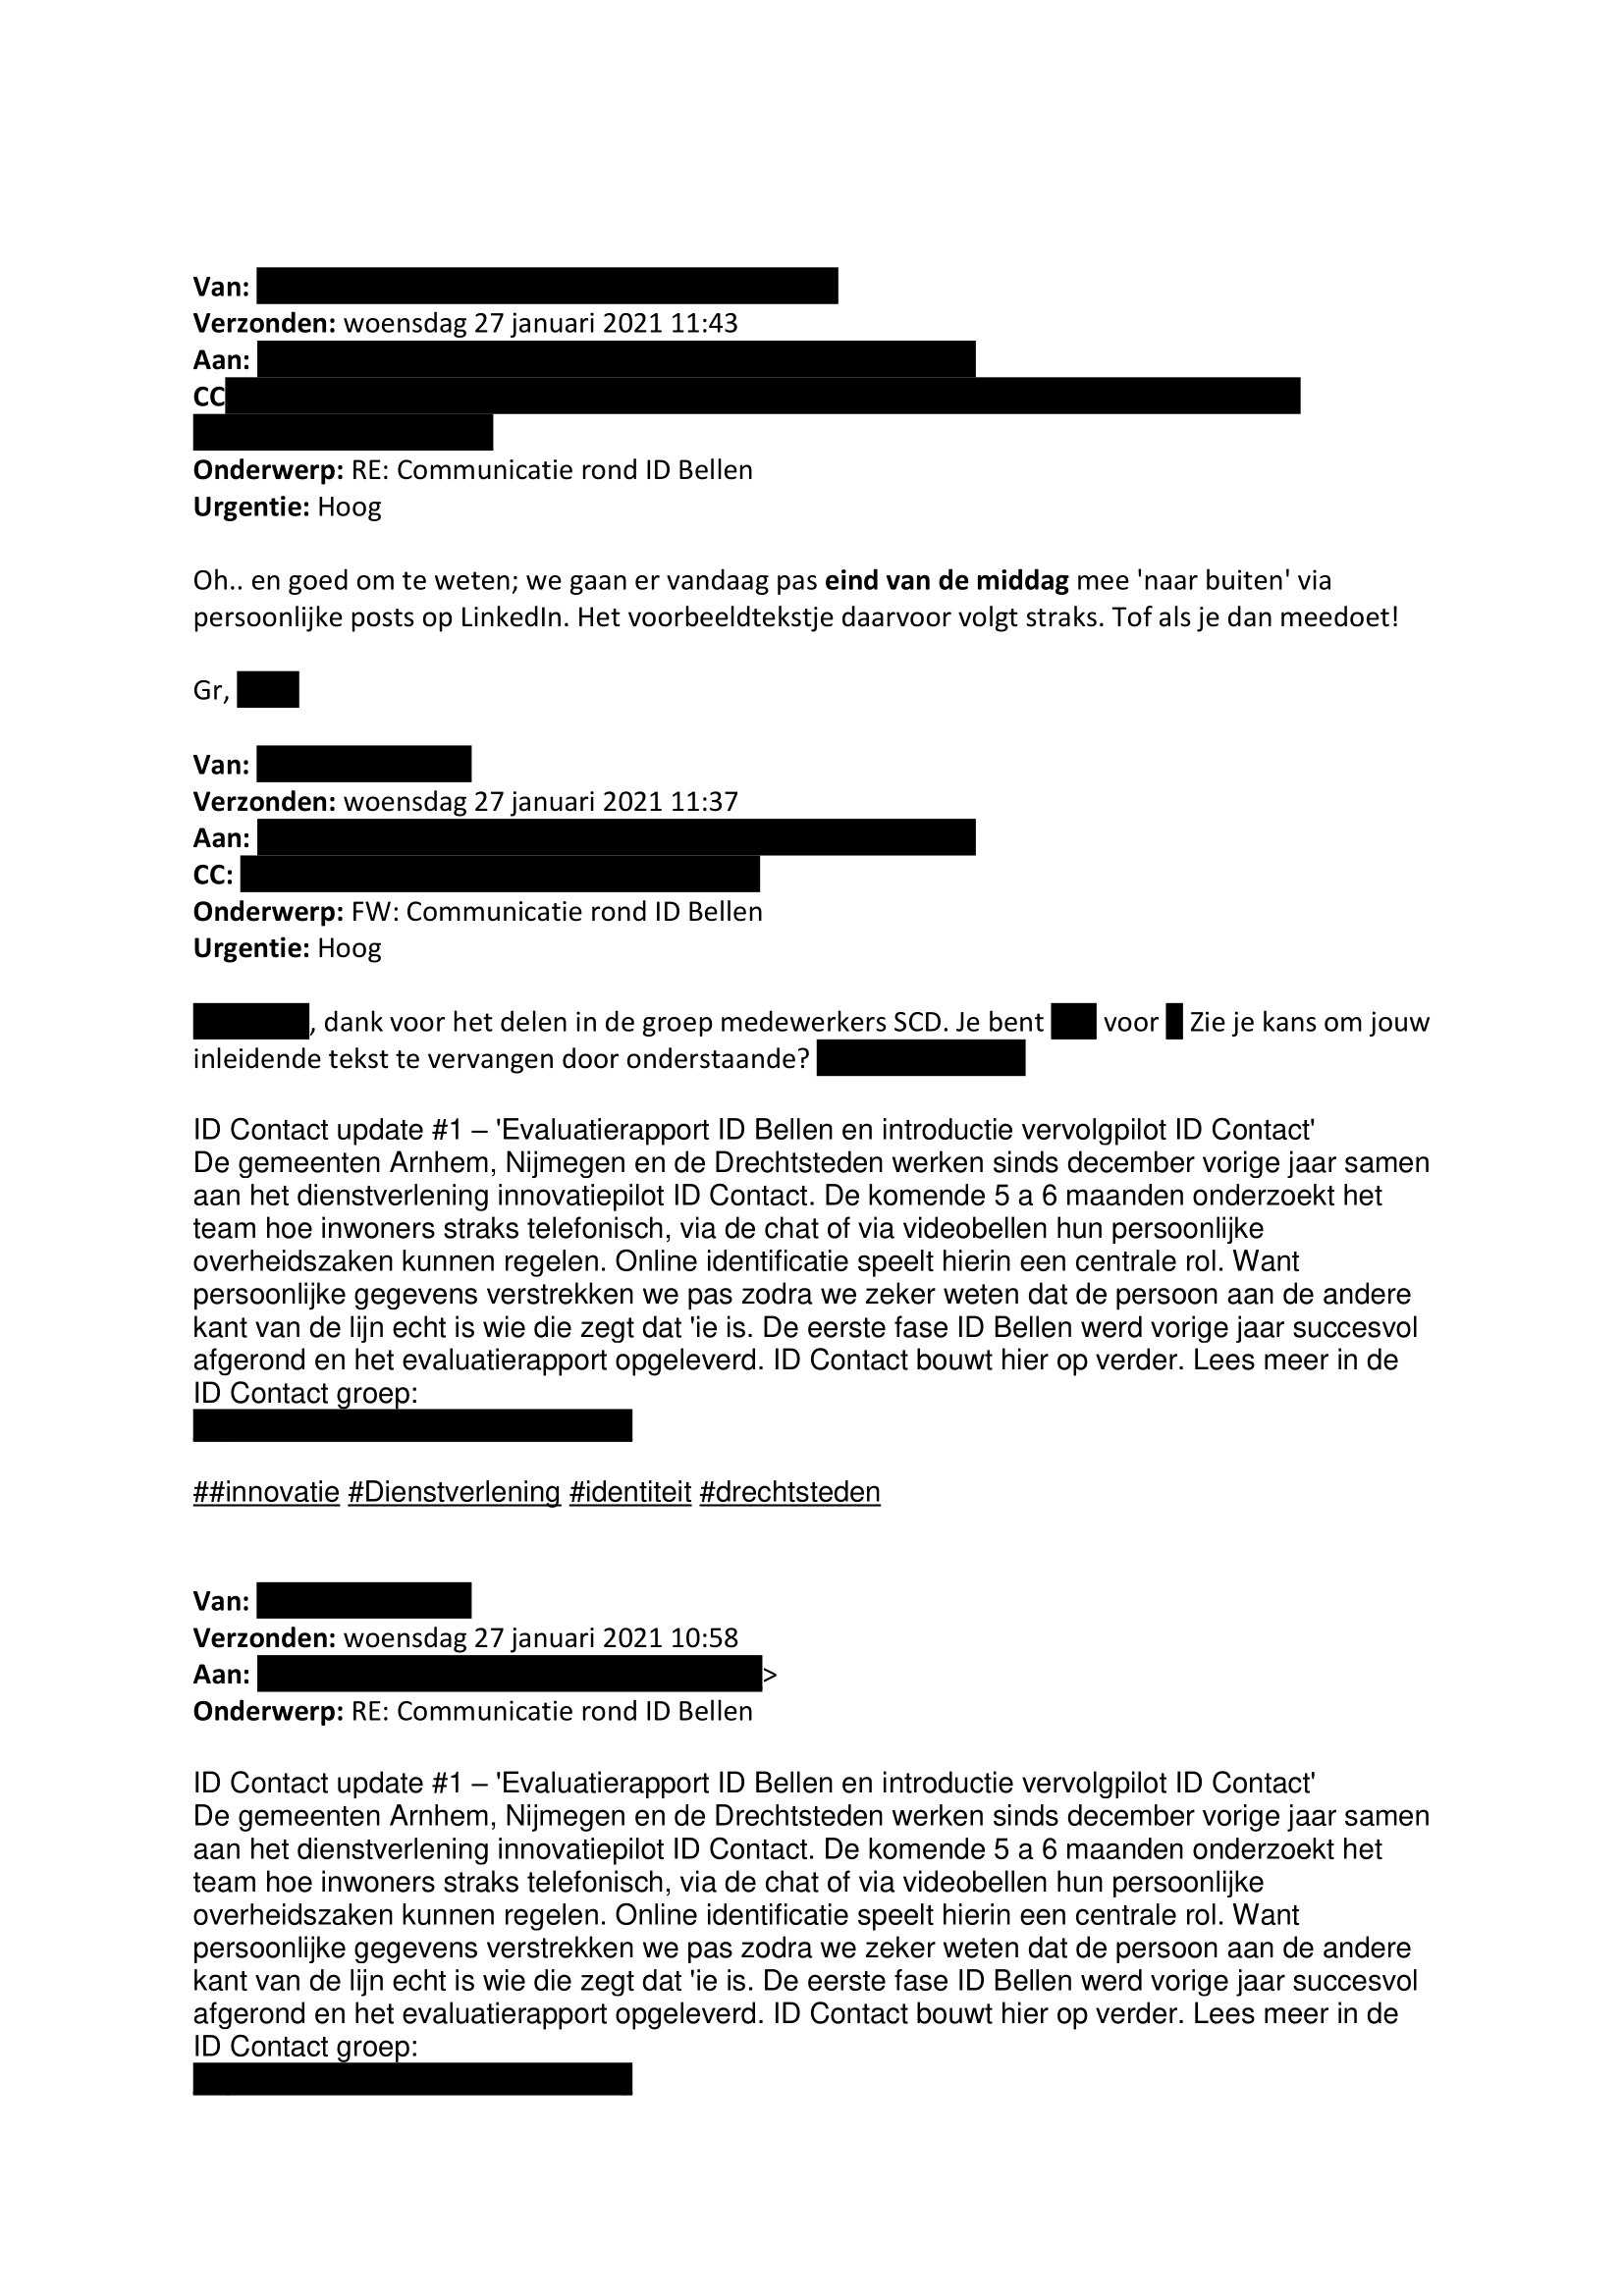 Van:
Verzonden: woensdag 27 januari 2021 11:43
Aan:
CC
Onderwerp: RE: Communicatie rond ID Bellen
Urgentie: Hoog
Oh.. en goed om te weten; we gaan er vandaag pas eind van de middag mee 'naar buiten' via
persoonlijke posts op LinkedIn. Het voorbeeldtekstje daarvoor volgt straks. Tof als je dan meedoet!
Gr,
Van:
Verzonden: woensdag 27 januari 2021 11:37
Aan:
CC:
Onderwerp: FW: Communicatie rond ID Bellen
Urgentie: Hoog
, dank voor het delen in de groep medewerkers SCD. Je bent voor Zie je kans om jouw
inleidende tekst te vervangen door onderstaande?
ID Contact update #1 – 'Evaluatierapport ID Bellen en introductie vervolgpilot ID Contact'
De gemeenten Arnhem, Nijmegen en de Drechtsteden werken sinds december vorige jaar samen
aan het dienstverlening innovatiepilot ID Contact. De komende 5 a 6 maanden onderzoekt het
team hoe inwoners straks telefonisch, via de chat of via videobellen hun persoonlijke
overheidszaken kunnen regelen. Online identificatie speelt hierin een centrale rol. Want
persoonlijke gegevens verstrekken we pas zodra we zeker weten dat de persoon aan de andere
kant van de lijn echt is wie die zegt dat 'ie is. De eerste fase ID Bellen werd vorige jaar succesvol
afgerond en het evaluatierapport opgeleverd. ID Contact bouwt hier op verder. Lees meer in de
ID Contact groep:
##innovatie #Dienstverlening #identiteit #drechtsteden
Van:
Verzonden: woensdag 27 januari 2021 10:58
Aan: >
Onderwerp: RE: Communicatie rond ID Bellen
ID Contact update #1 – 'Evaluatierapport ID Bellen en introductie vervolgpilot ID Contact'
De gemeenten Arnhem, Nijmegen en de Drechtsteden werken sinds december vorige jaar samen
aan het dienstverlening innovatiepilot ID Contact. De komende 5 a 6 maanden onderzoekt het
team hoe inwoners straks telefonisch, via de chat of via videobellen hun persoonlijke
overheidszaken kunnen regelen. Online identificatie speelt hierin een centrale rol. Want
persoonlijke gegevens verstrekken we pas zodra we zeker weten dat de persoon aan de andere
kant van de lijn echt is wie die zegt dat 'ie is. De eerste fase ID Bellen werd vorige jaar succesvol
afgerond en het evaluatierapport opgeleverd. ID Contact bouwt hier op verder. Lees meer in de
ID Contact groep: